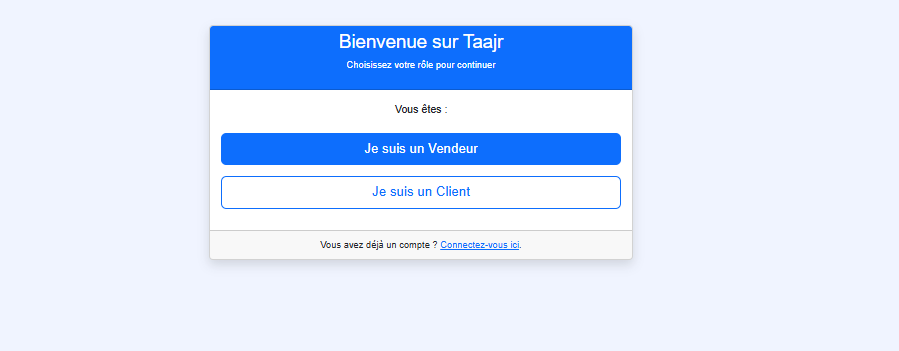 Bienvenue sur Taajr
Choisissez votre rôle pour continuer
Vous êtes :
Je suis un Vendeur
Je suis un Client
Vous avez déjà un compte ? Connectez-vous ici.